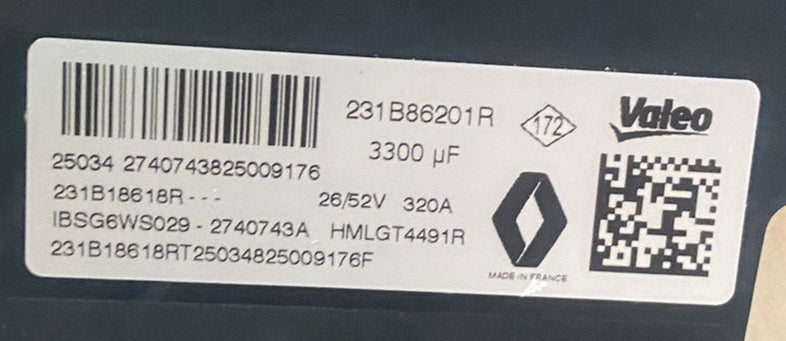 231B86201R
172
Valeo
3300 µF
25034 2740743825009176
231B18618R - - - 26/52V 320A
IBSG6WS029 - 2740743A HMLGT4491R
231B18618RT25034825009176F
MADE IN FRANCE